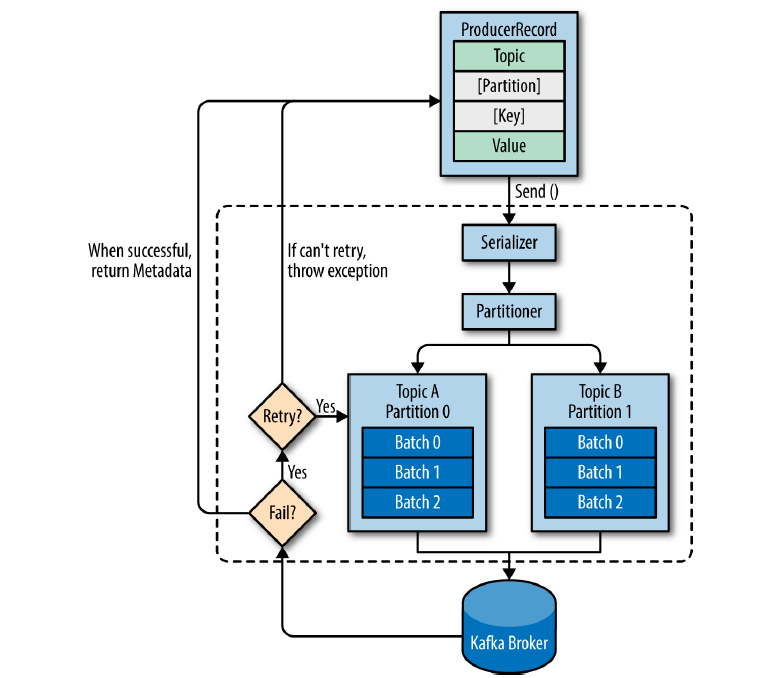 ProducerRecord
Topic
[Partition]
[Key]
Value
Send ()
Serializer
Partitioner
When successful,
return Metadata
If can't retry,
throw exception
Topic A
Partition 0
Batch 0
Batch 1
Batch 2
Topic B
Partition 1
Batch 0
Batch 1
Batch 2
Retry?
Yes
Yes
Fail?
Kafka Broker